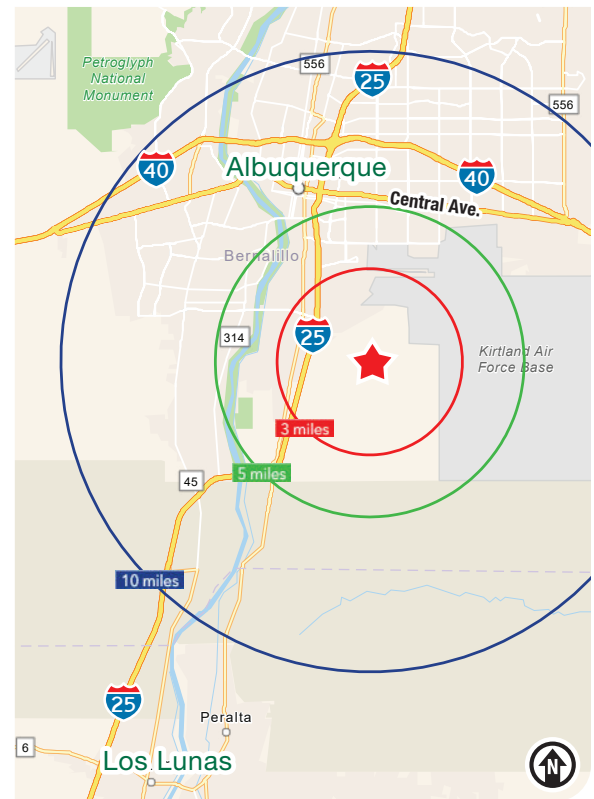 Petroglyph
National
Monument
556
25
556
40
Albuquerque
40
Central Ave.
Bernalillo
314
25
Kirtland Air
Force Base
3 miles
5 miles
45
10 miles
25
Peralta
6
Los Lunas
N